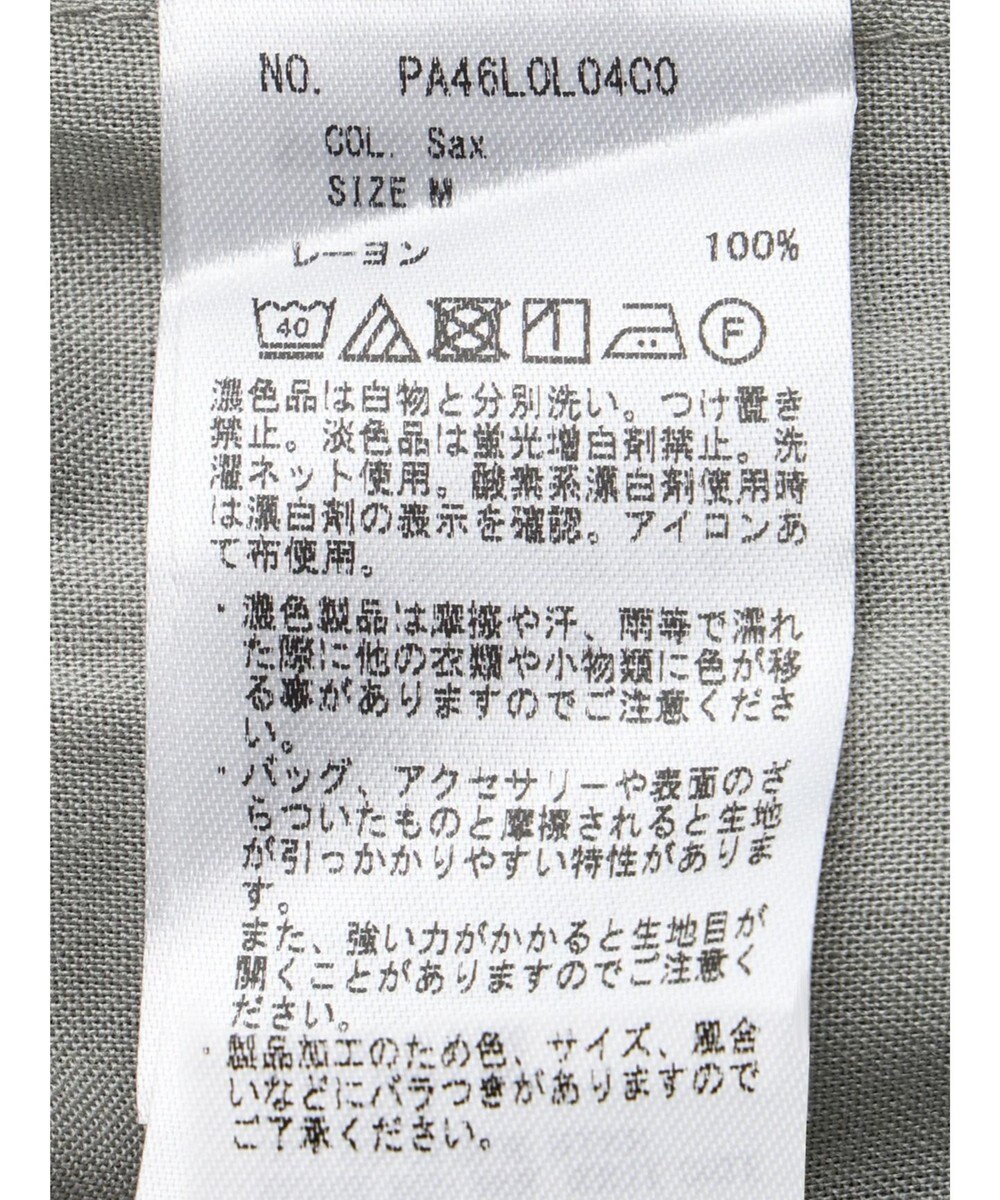 NO. PA46L0L04C0
COL. Sax
SIZE M
レーヨン 100%
40 F
濃色品は白物と分別洗い。つけ置き
禁止。淡色品は蛍光増白剤禁止。洗
濯ネット使用。酸素系漂白剤使用時
は漂白剤の表示を確認。アイロンあ
て布使用。
・濃色製品は摩擦や汗、雨等で濡れ
た際に他の衣類や小物類に色が移
る事がありますのでご注意くださ
い。
・バッグ、アクセサリーや表面のざ
らついたものと摩擦されると生地
が引っかかりやすい特性がありま
す。
また、強い力がかかると生地目が
開くことがありますのでご注意く
ださい。
・製品加工のため色、サイズ、風合
いなどにバラつきがありますので
ご了承ください。